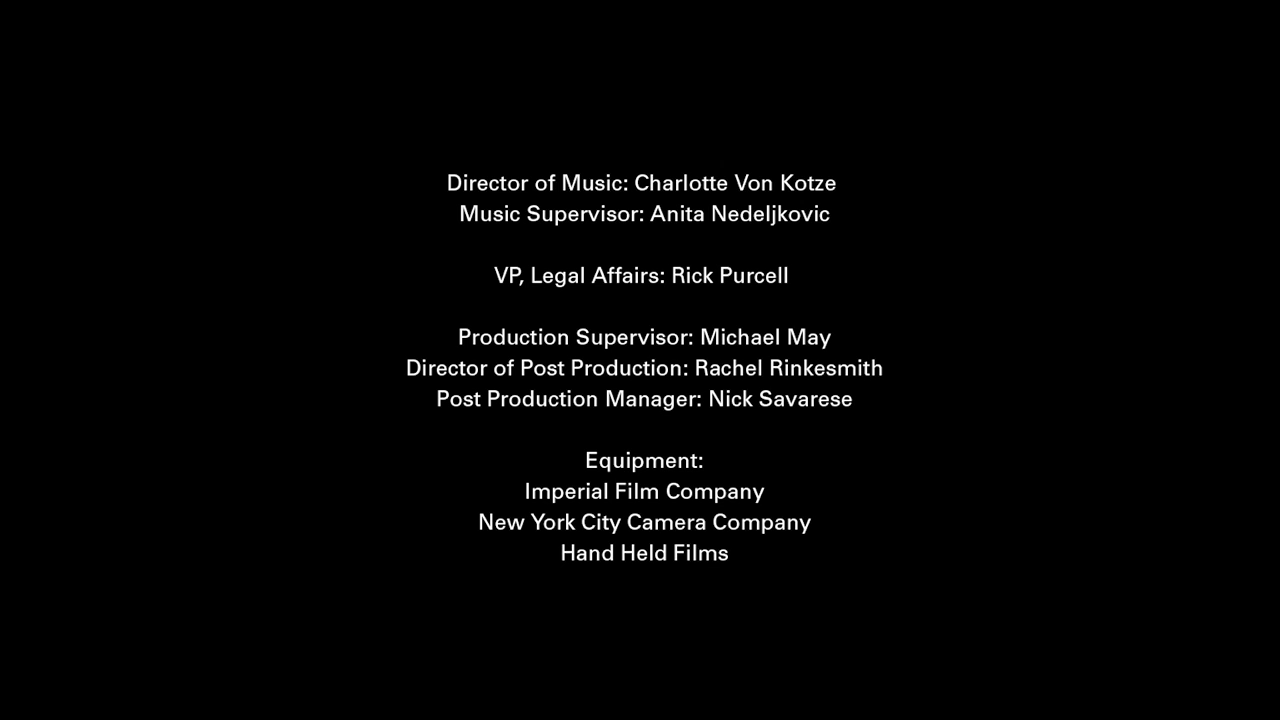 Director of Music: Charlotte Von Kotze
Music Supervisor: Anita Nedeljkovic
VP, Legal Affairs: Rick Purcell
Production Supervisor: Michael May
Director of Post Production: Rachel Rinkesmith
Post Production Manager: Nick Savarese
Equipment:
Imperial Film Company
New York City Camera Company
Hand Held Films